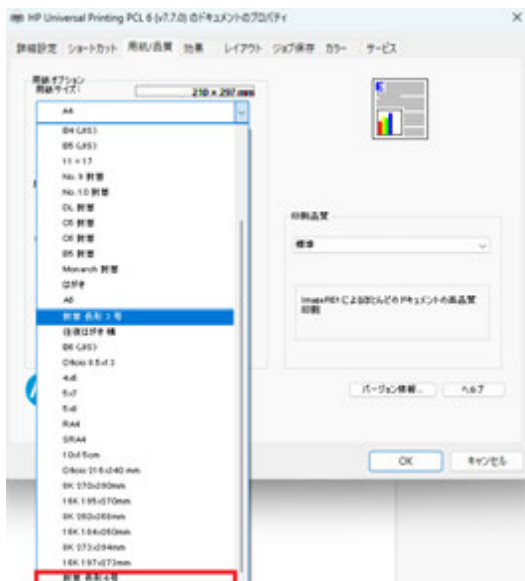 HP Universal Printing PCL 6 (v7.7.0) のドキュメントのプロパティ
詳細設定 ショートカット 用紙/品質 効果 レイアウト ジョブ保存 カラー サービス
用紙オプション
用紙サイズ: 210 × 297 mm
A4
B4 (JIS)
B5 (JIS)
11 × 17
No. 9 封筒
No. 10 封筒
DL 封筒
C5 封筒
C6 封筒
B5 封筒
Monarch 封筒
はがき
A6
封筒 長形 3 号
往復はがき 横
B6 (JIS)
Oficio 8.5x13
4x6
5x7
5x8
RA4
SRA4
10x15cm
Oficio 216x340 mm
8K 270x390mm
16K 195x270mm
8K 260x368mm
16K 184x260mm
8K 273x394mm
16K 197x273mm
封筒 長形 4 号
印刷品質
標準
ImageREtによるほとんどのドキュメントの高品質
印刷
バージョン情報... ヘルプ
OK キャンセル